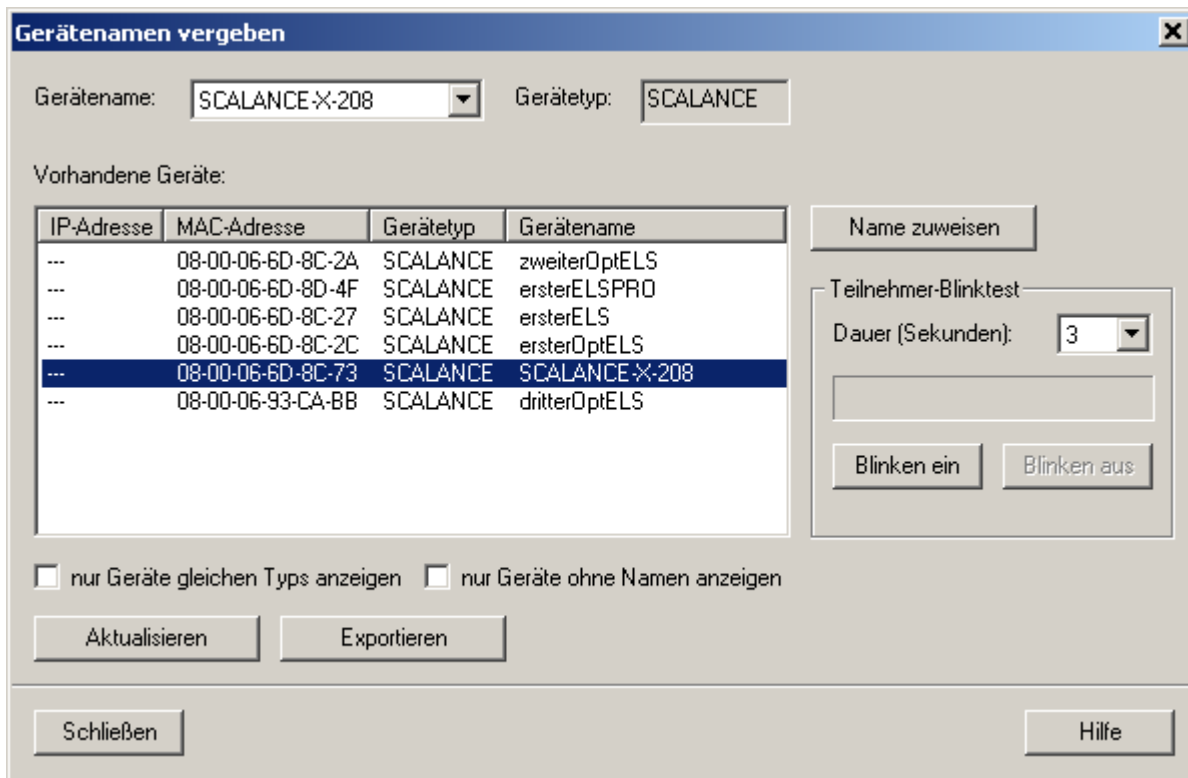 Gerätenamen vergeben
Gerätename: SCALANCE-X-208 Gerätetyp: SCALANCE
Vorhandene Geräte:
IP-Adresse MAC-Adresse Gerätetyp Gerätename
--- 08-00-06-6D-8C-2A SCALANCE zweiterOptELS
--- 08-00-06-6D-8D-4F SCALANCE ersterELSPRO
--- 08-00-06-6D-8C-27 SCALANCE ersterELS
--- 08-00-06-6D-8C-2C SCALANCE ersterOptELS
--- 08-00-06-6D-8C-73 SCALANCE SCALANCE-X-208
--- 08-00-06-93-CA-BB SCALANCE dritterOptELS
Name zuweisen
Teilnehmer-Blinktest
Dauer (Sekunden): 3
Blinken ein Blinken aus
nur Geräte gleichen Typs anzeigen nur Geräte ohne Namen anzeigen
Aktualisieren Exportieren
Schließen Hilfe